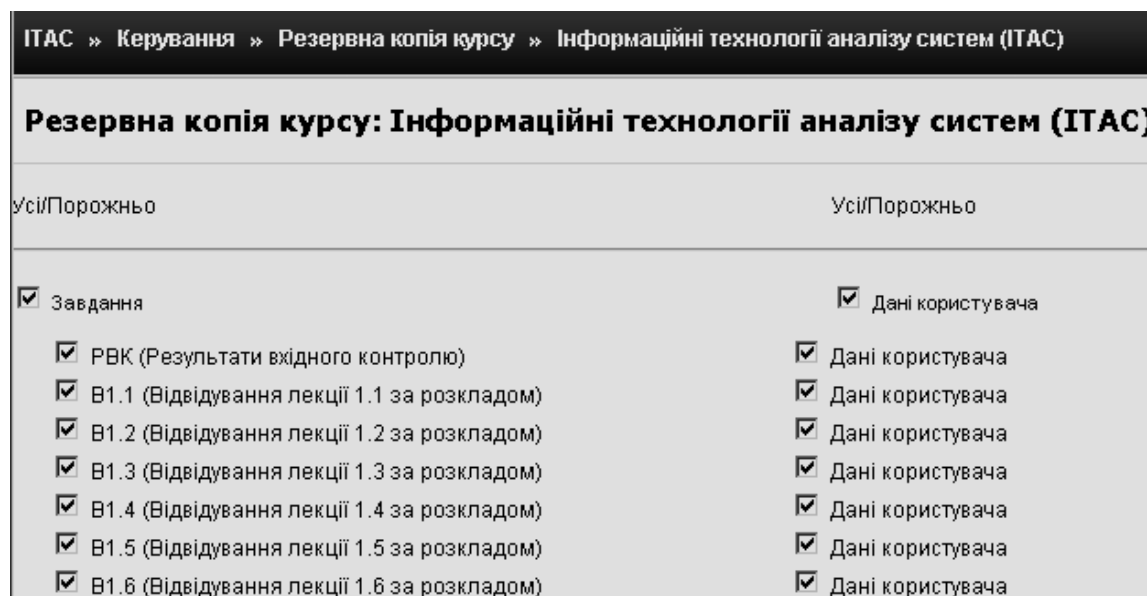 ІТАС » Керування » Резервна копія курсу » Інформаційні технології аналізу систем (ІТАС)
Резервна копія курсу: Інформаційні технології аналізу систем (ІТАС)
Усі/Порожньо Усі/Порожньо
Завдання Дані користувача
РВК (Результати вхідного контролю) Дані користувача
В1.1 (Відвідування лекції 1.1 за розкладом) Дані користувача
В1.2 (Відвідування лекції 1.2 за розкладом) Дані користувача
В1.3 (Відвідування лекції 1.3 за розкладом) Дані користувача
В1.4 (Відвідування лекції 1.4 за розкладом) Дані користувача
В1.5 (Відвідування лекції 1.5 за розкладом) Дані користувача
В1.6 (Відвідування лекції 1.6 за розкладом) Дані користувача